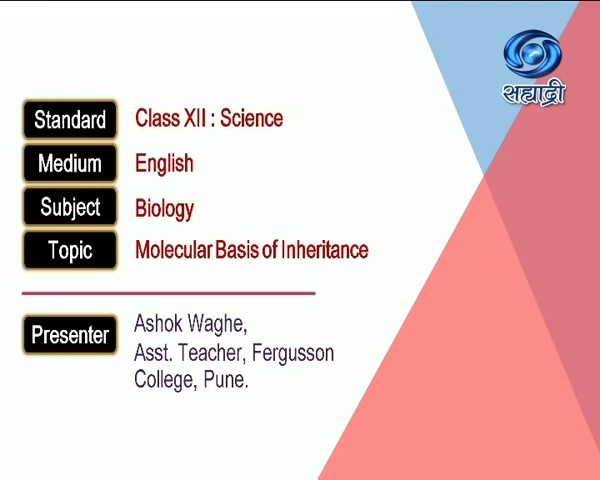 सह्याद्री
Standard Class XII : Science
Medium English
Subject Biology
Topic Molecular Basis of Inheritance
Presenter Ashok Waghe,
Asst. Teacher, Fergusson
College, Pune.